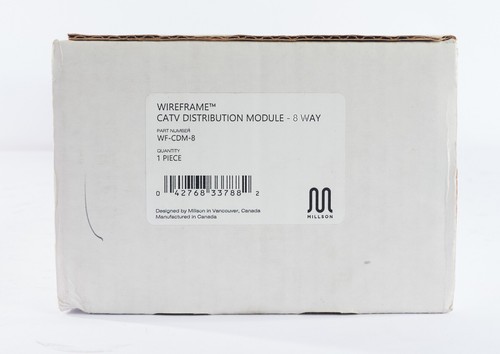 WIREFRAME™
CATV DISTRIBUTION MODULE - 8 WAY
PART NUMBER
WF-CDM-8
QUANTITY
1 PIECE
0 42768 33788 2
MILLSON
Designed by Millson in Vancouver, Canada
Manufactured in Canada